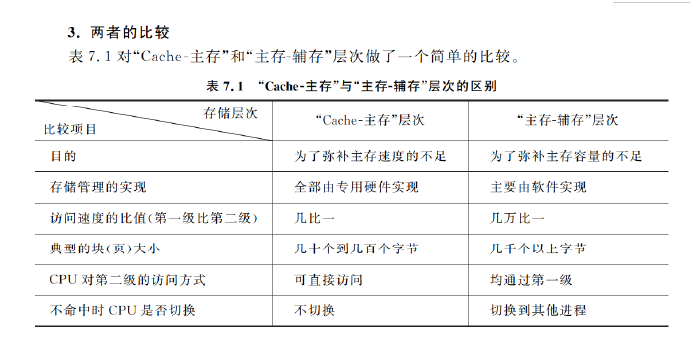 3. 两者的比较
表 7.1 对“Cache-主存”和“主存-辅存”层次做了一个简单的比较。
表 7.1 “Cache-主存”与“主存-辅存”层次的区别
存储层次
比较项目 “Cache-主存”层次 “主存-辅存”层次
目的 为了弥补主存速度的不足 为了弥补主存容量的不足
存储管理的实现 全部由专用硬件实现 主要由软件实现
访问速度的比值(第一级比第二级) 几比一 几万比一
典型的块(页)大小 几十个到几百个字节 几千个以上字节
CPU 对第二级的访问方式 可直接访问 均通过第一级
不命中时 CPU 是否切换 不切换 切换到其他进程